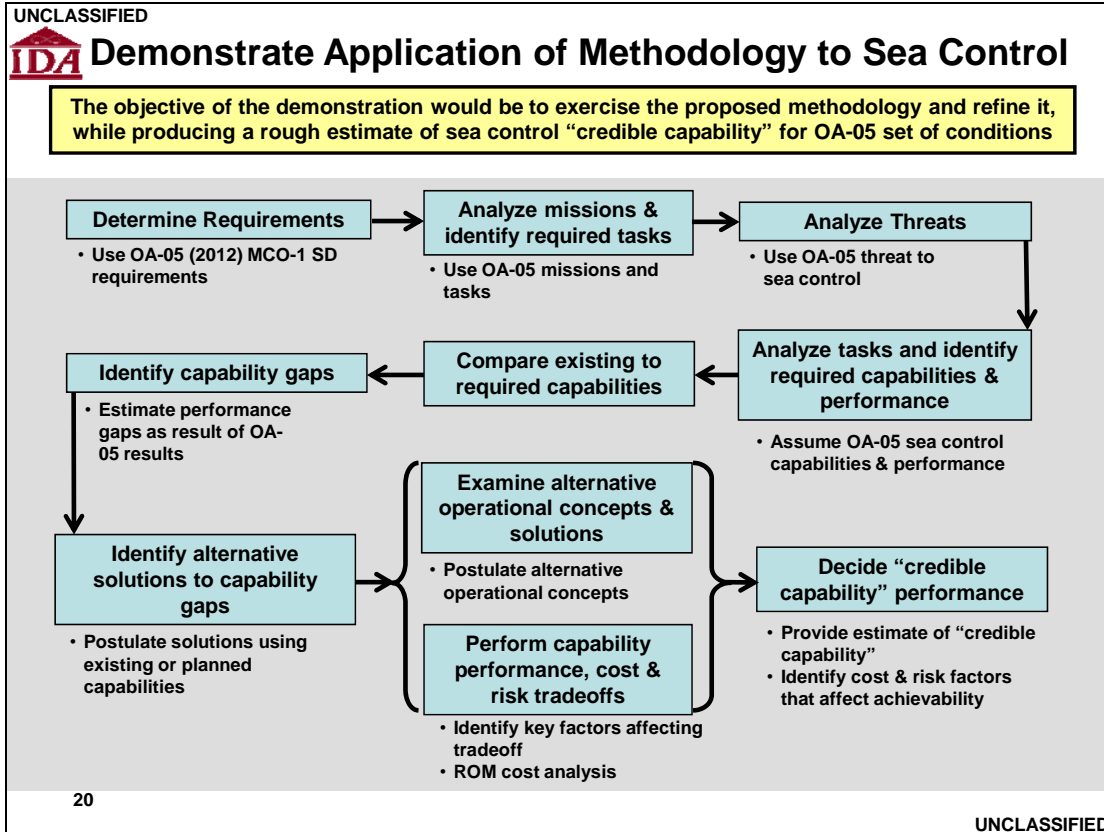 UNCLASSIFIED
IDA
Demonstrate Application of Methodology to Sea Control
The objective of the demonstration would be to exercise the proposed methodology and refine it,
while producing a rough estimate of sea control “credible capability” for OA-05 set of conditions
Determine Requirements
• Use OA-05 (2012) MCO-1 SD
requirements
Analyze missions &
identify required tasks
• Use OA-05 missions and
tasks
Analyze Threats
• Use OA-05 threat to
sea control
Analyze tasks and identify
required capabilities &
performance
• Assume OA-05 sea control
capabilities & performance
Compare existing to
required capabilities
Identify capability gaps
• Estimate performance
gaps as result of OA-
05 results
Identify alternative
solutions to capability
gaps
• Postulate solutions using
existing or planned
capabilities
Examine alternative
operational concepts &
solutions
• Postulate alternative
operational concepts
Perform capability
performance, cost &
risk tradeoffs
• Identify key factors affecting
tradeoff
• ROM cost analysis
Decide “credible
capability” performance
• Provide estimate of “credible
capability”
• Identify cost & risk factors
that affect achievability
20
UNCLASSIFIED